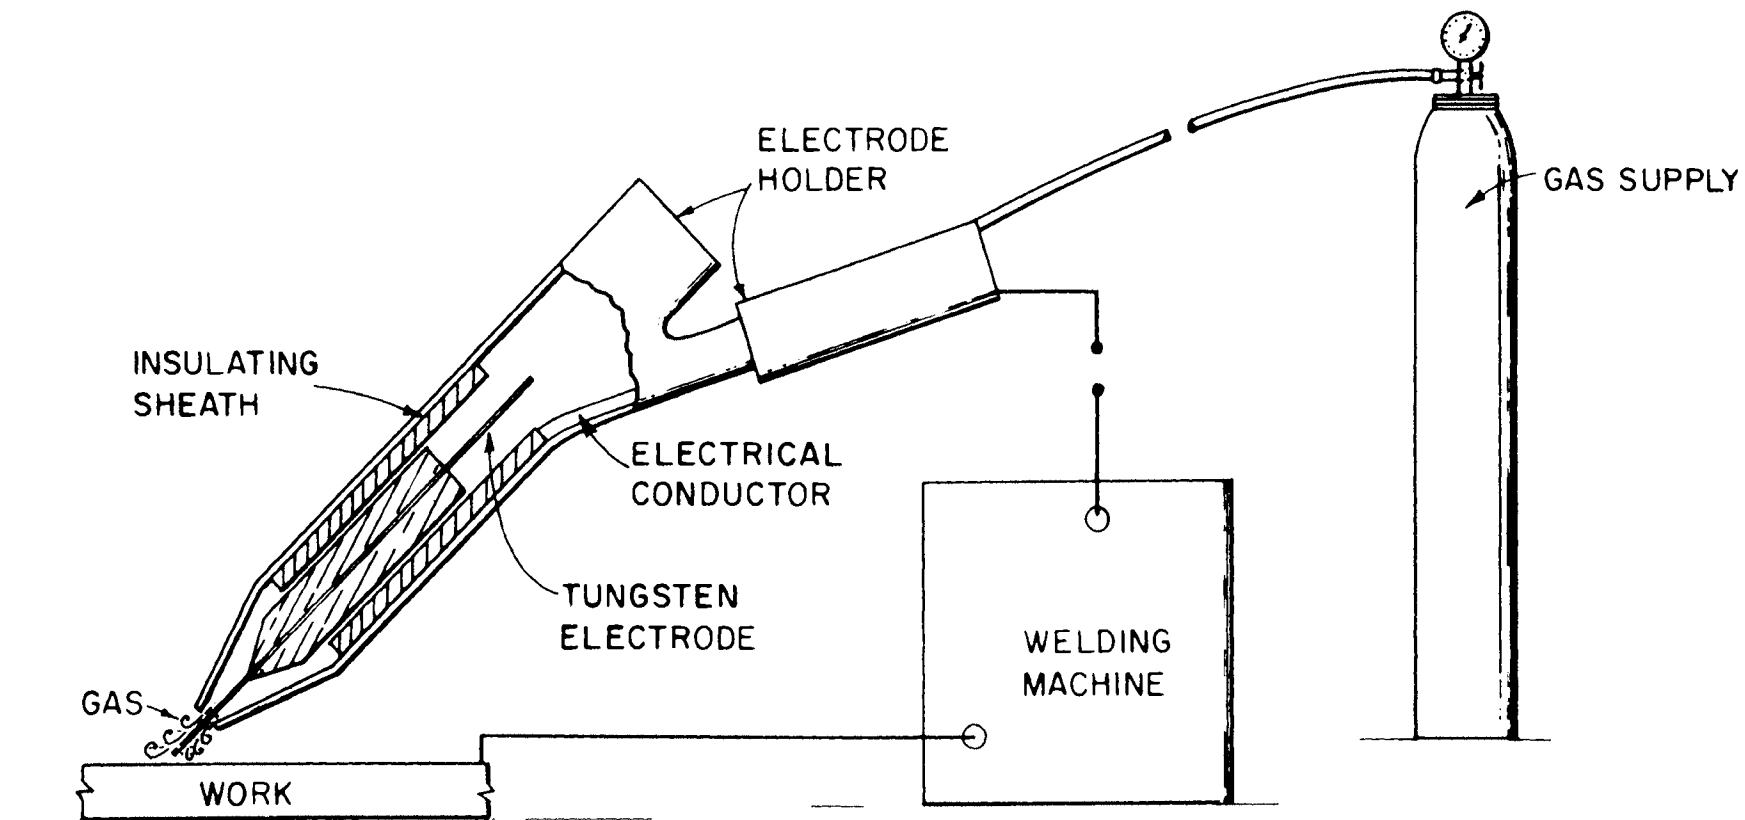 ELECTRODE
HOLDER
GAS SUPPLY
INSULATING
SHEATH
ELECTRICAL
CONDUCTOR
TUNGSTEN
ELECTRODE
WELDING
MACHINE
GAS
WORK